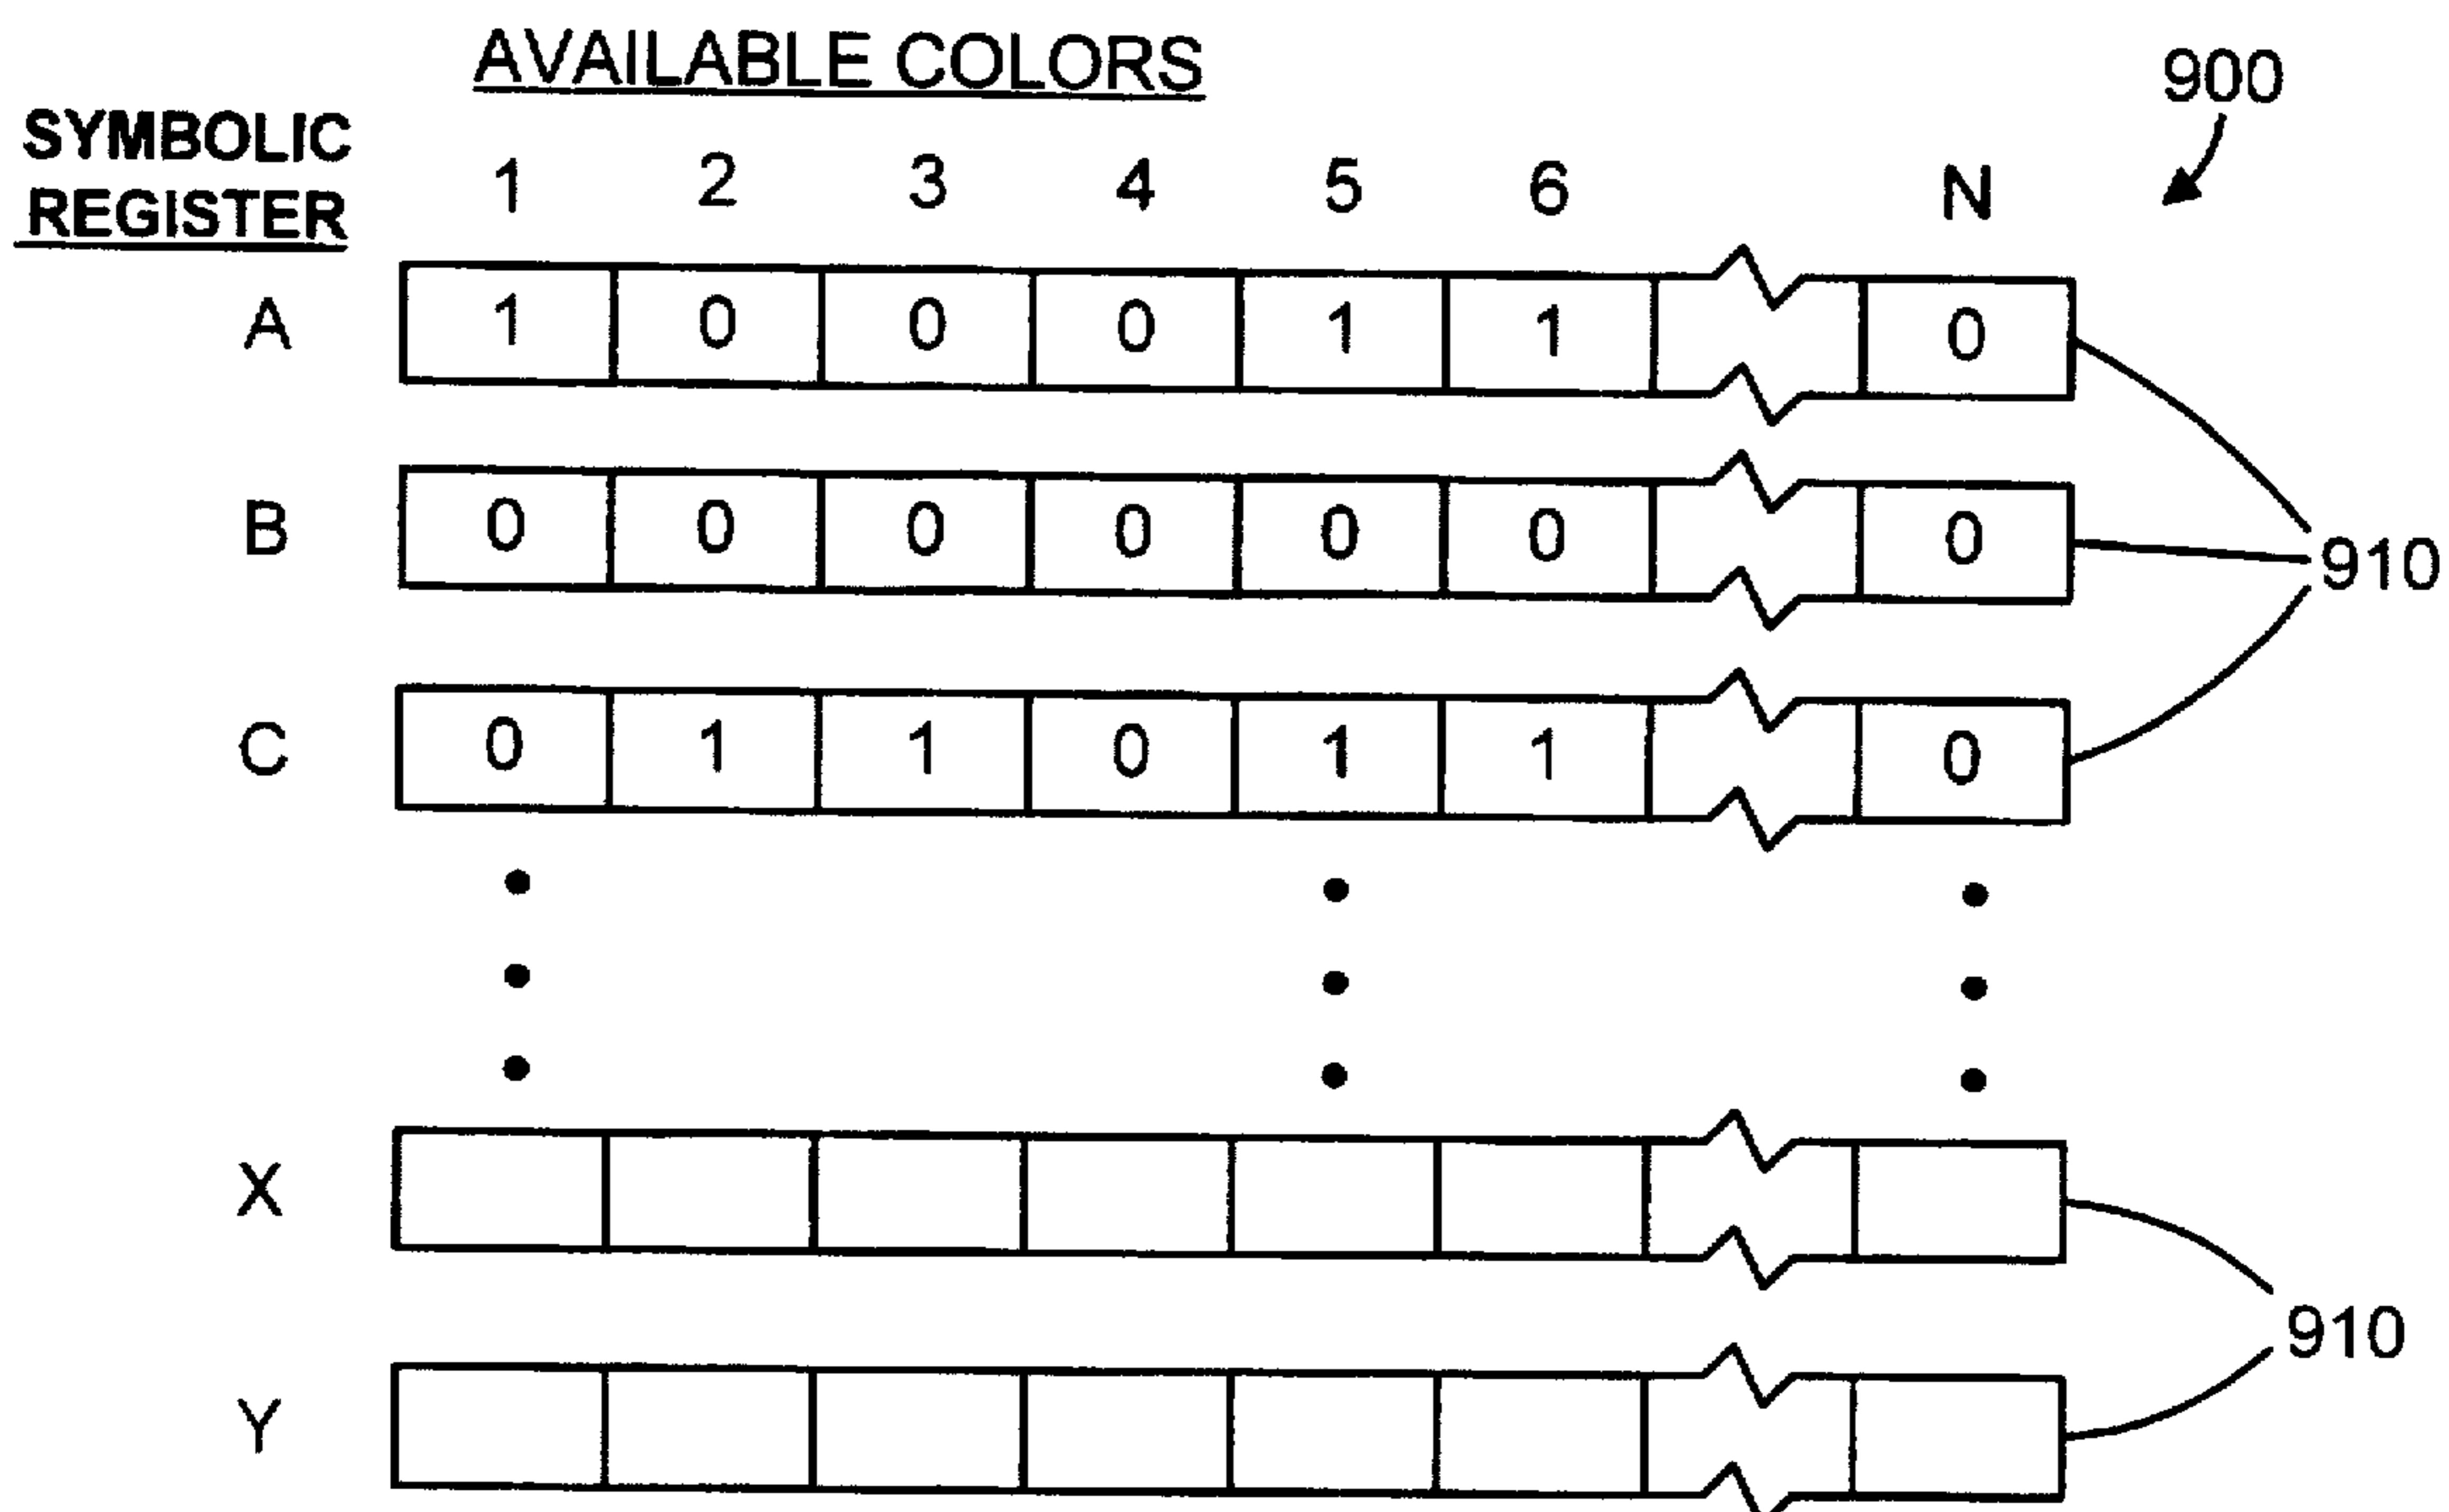 AVAILABLE COLORS
900
SYMBOLIC
REGISTER
1 2 3 4 5 6 N
A 1 0 0 0 1 1 0
B 0 0 0 0 0 0 0
910
C 0 1 1 0 1 1 0
X
910
Y